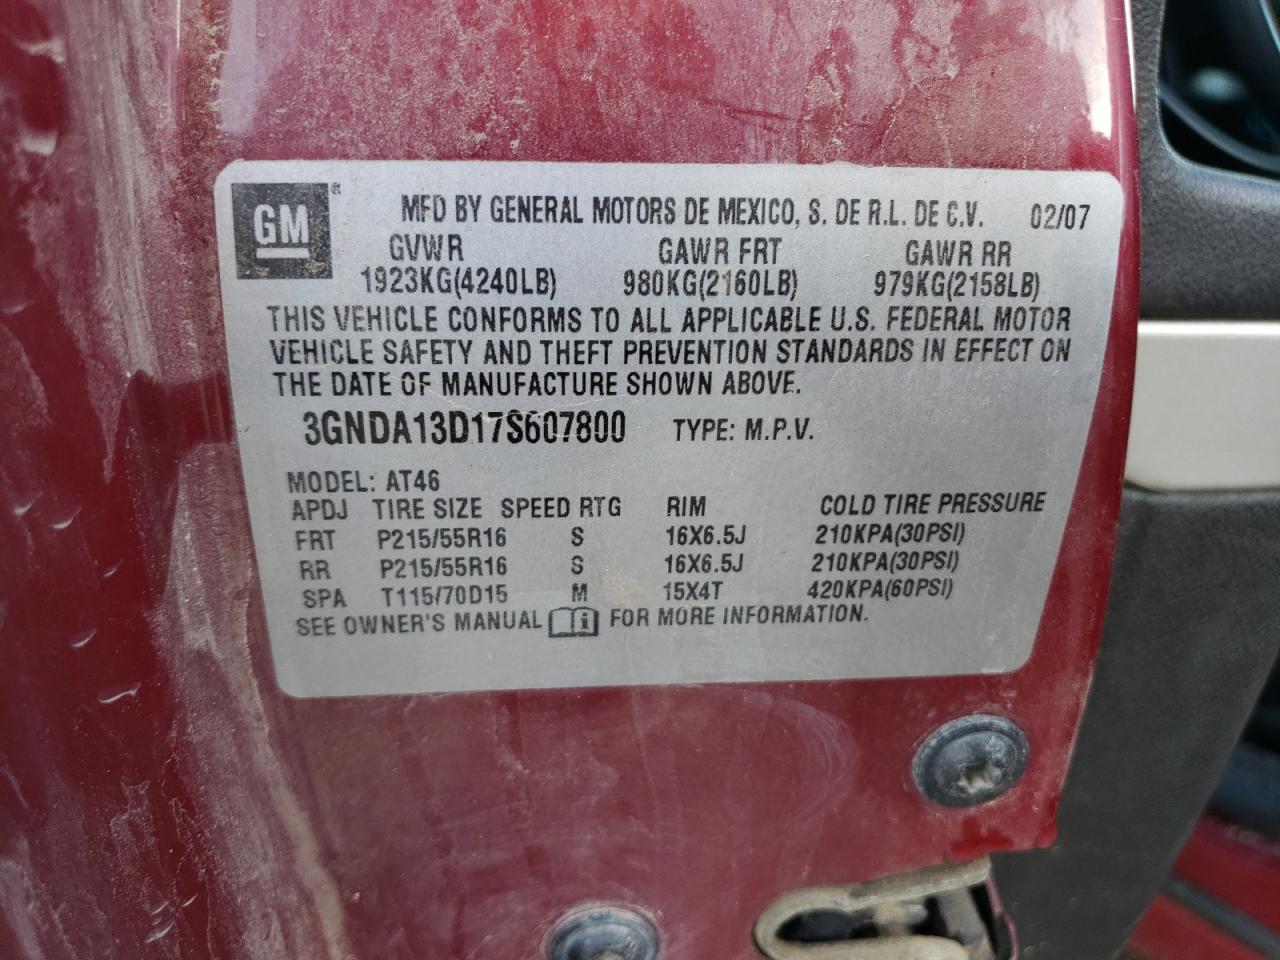 GM®
MFD BY GENERAL MOTORS DE MEXICO, S. DE R.L. DE C.V. 02/07
GVWR GAWR FRT GAWR RR
1923KG(4240LB) 980KG(2160LB) 979KG(2158LB)
THIS VEHICLE CONFORMS TO ALL APPLICABLE U.S. FEDERAL MOTOR
VEHICLE SAFETY AND THEFT PREVENTION STANDARDS IN EFFECT ON
THE DATE OF MANUFACTURE SHOWN ABOVE.
3GNDA13D17S607800 TYPE: M.P.V.
MODEL: AT46
APDJ TIRE SIZE SPEED RTG RIM COLD TIRE PRESSURE
FRT P215/55R16 S 16X6.5J 210KPA(30PSI)
RR P215/55R16 S 16X6.5J 210KPA(30PSI)
SPA T115/70D15 M 15X4T 420KPA(60PSI)
SEE OWNER'S MANUAL FOR MORE INFORMATION.